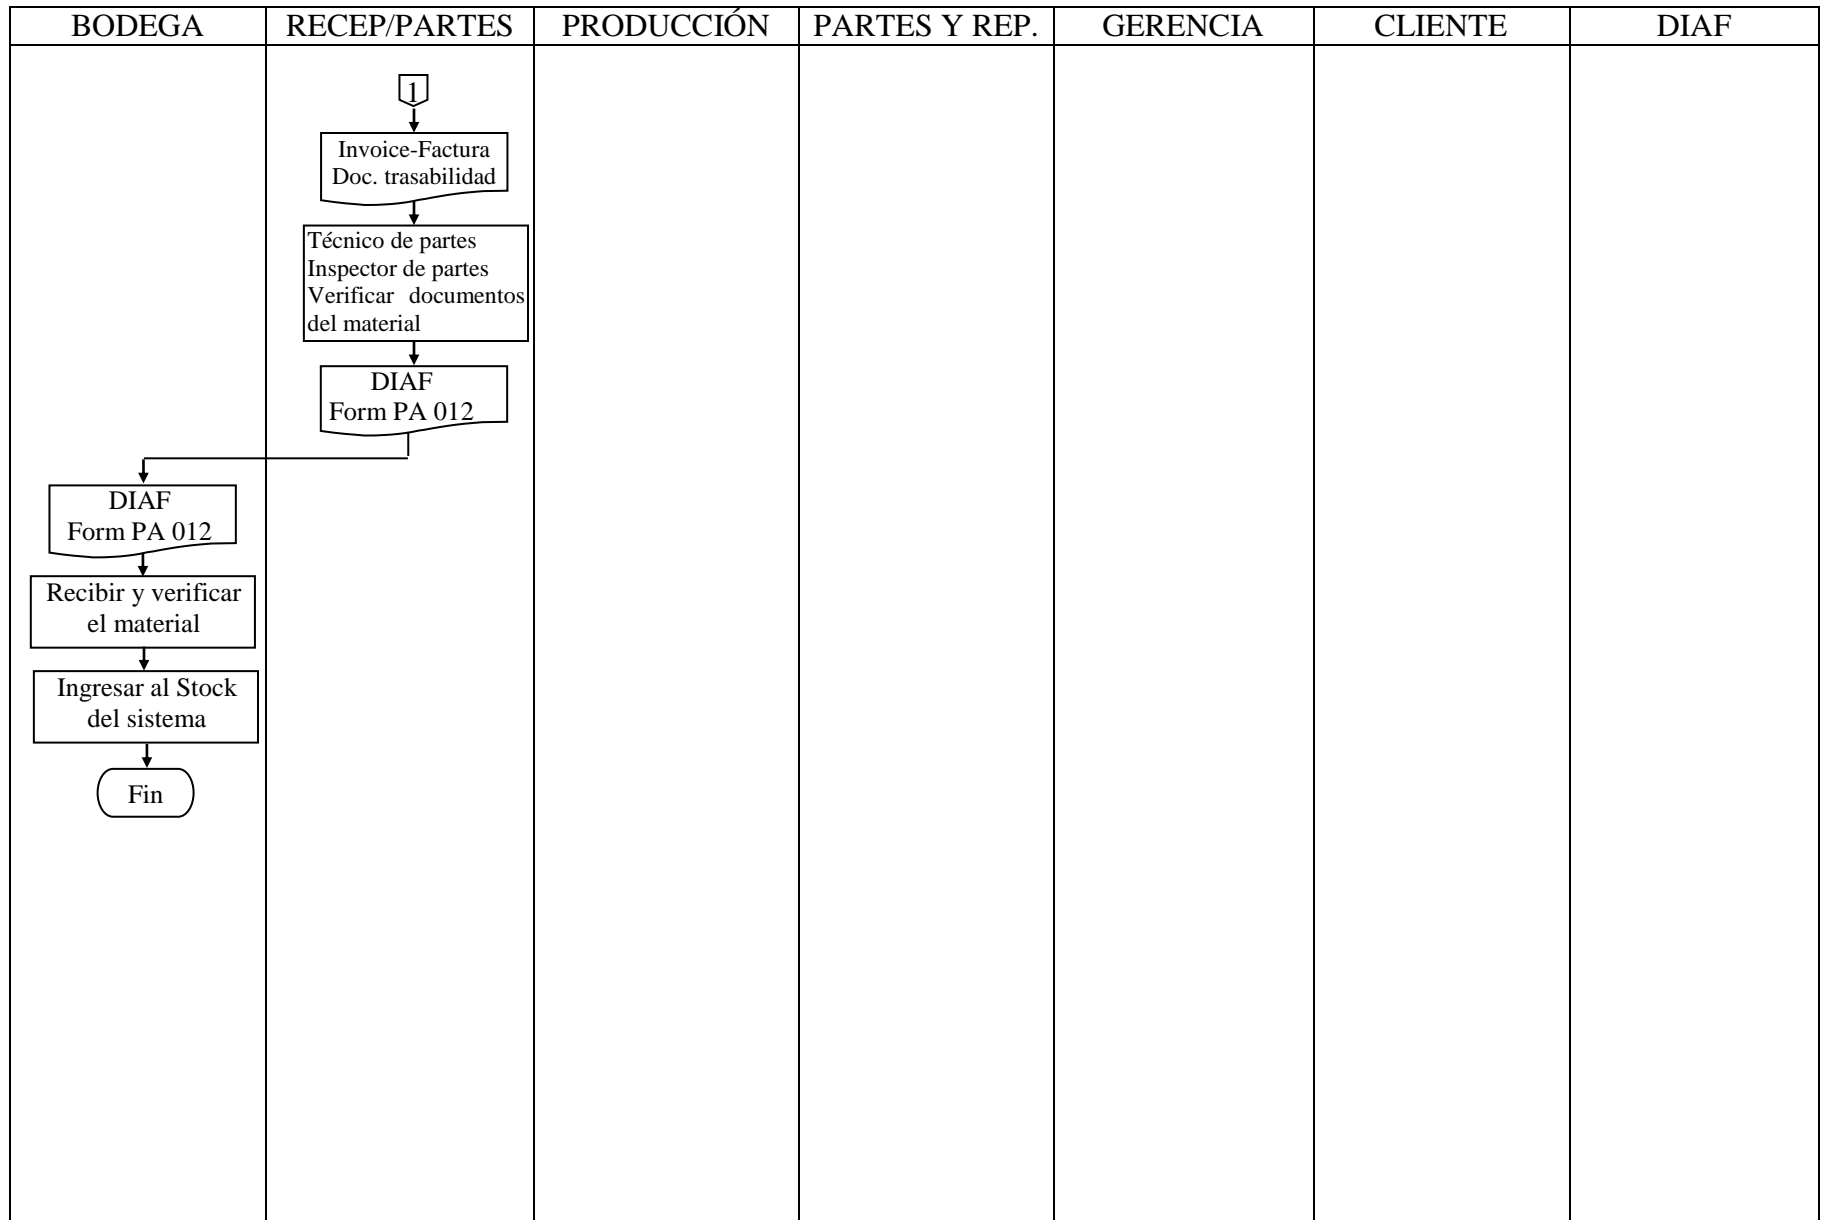 BODEGA
RECEP/PARTES
PRODUCCIÓN
PARTES Y REP.
GERENCIA
CLIENTE
DIAF
1
Invoice-Factura
Doc. trasabilidad
Técnico de partes
Inspector de partes
Verificar documentos
del material
DIAF
Form PA 012
DIAF
Form PA 012
Recibir y verificar
el material
Ingresar al Stock
del sistema
Fin